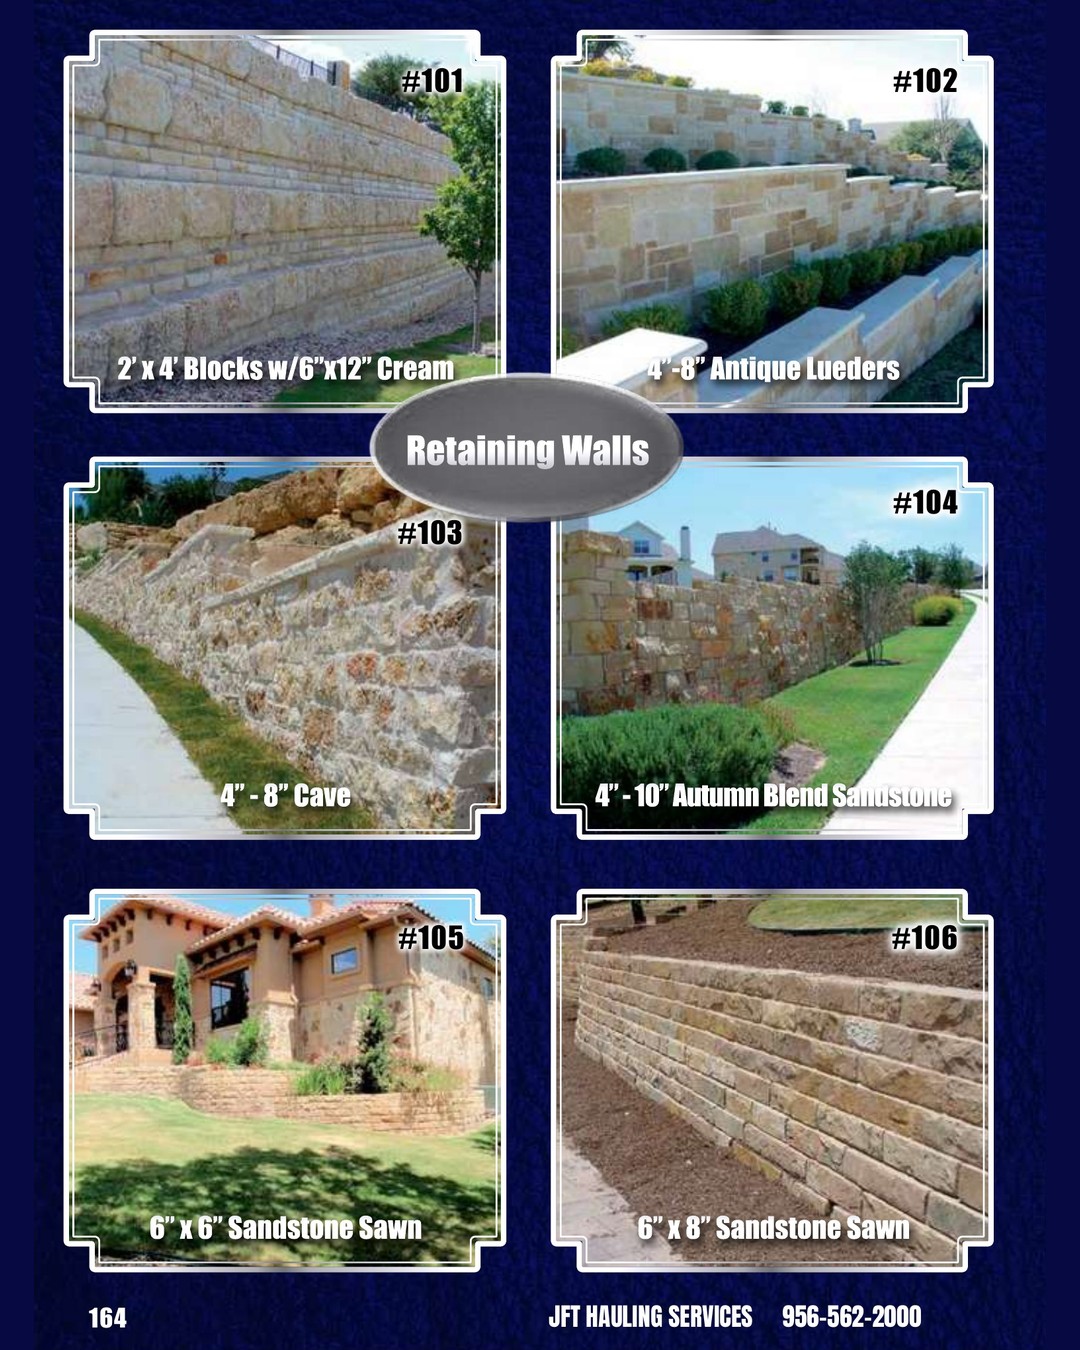 #101
#102
2' x 4' Blocks w/6”x12” Cream
4”-8” Antique Lueders
Retaining Walls
#103
#104
4” - 8” Cave
4” - 10” Autumn Blend Sandstone
#105
#106
6” x 6” Sandstone Sawn
6” x 8” Sandstone Sawn
164
JFT HAULING SERVICES 956-562-2000